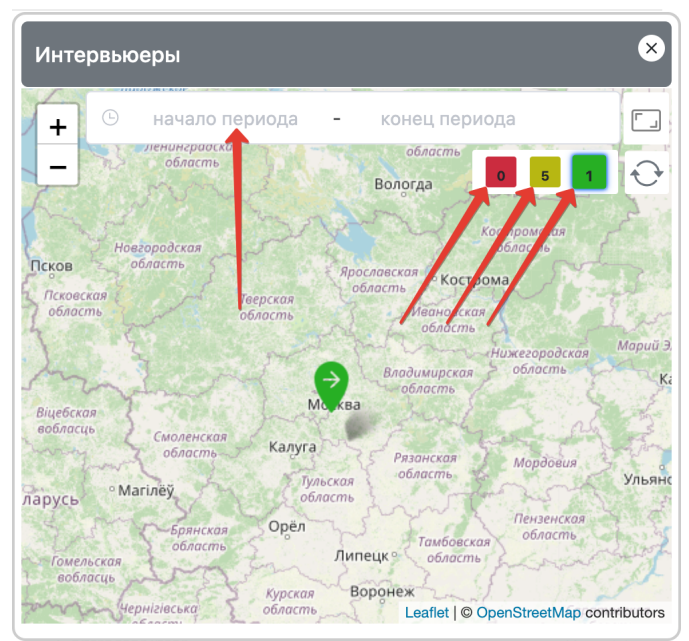 Интервьюеры
+
начало периода - конец периода
−
область
область
0 5 1
Вологда
Новгородская
область
Костромская
область
Псков
Ярославская
область
Кострома
Псковская
область
Тверская
область
Ивановская
область
Нижегородская
область
Марий
Владимирская
область
Москва
Віцебская
вобласць
Смоленская
область
Калуга
Рязанская
область
Мордовия
Ульянс
Тульская
область
ларусь
Магілёў
Пензенская
область
Брянская
область
Орёл
Тамбовская
область
Липецк
Гомельская
вобласць
Курская
область
Воронеж
Чернігівська
Leaflet | © OpenStreetMap contributors